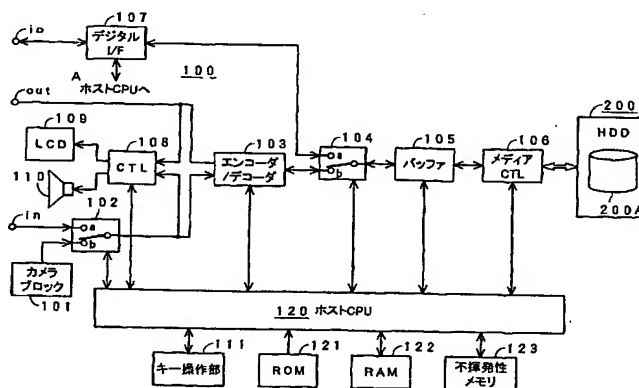 io
107
デジタル
I/F
A
ホストCPUへ
100
out
109
LCD
108
CTL
110
103
エンコーダ
/デコーダ
104
a
b
105
バッファ
106
メディア
CTL
200
HDD
200A
in
102
a
b
カメラ
ブロック
101
120 ホストCPU
111
キー操作部
121
ROM
122
RAM
123
不揮発性
メモリ